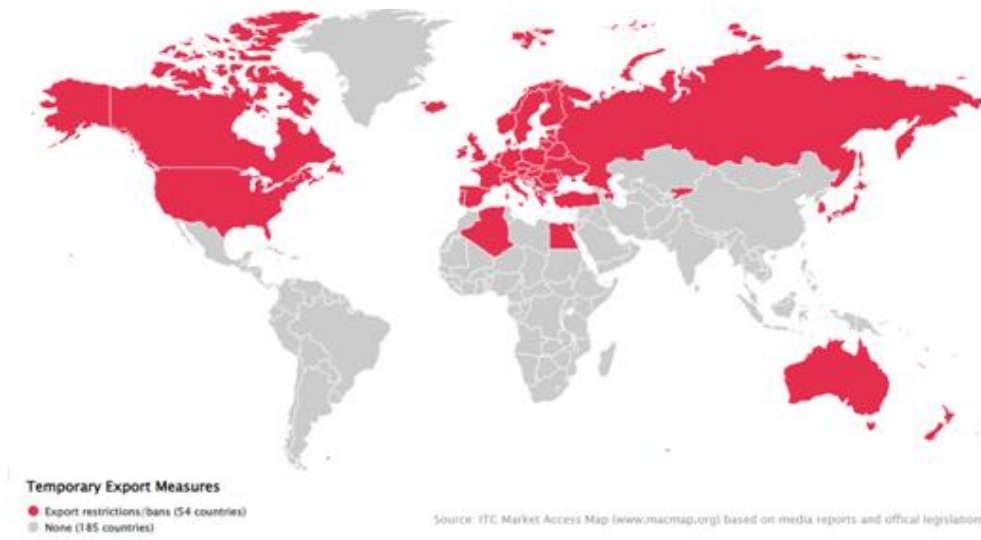 Temporary Export Measures
Export restrictions/bans (54 countries)
None (185 countries)
Source: ITC Market Access Map (www.macmap.org) based on media reports and offical legislation